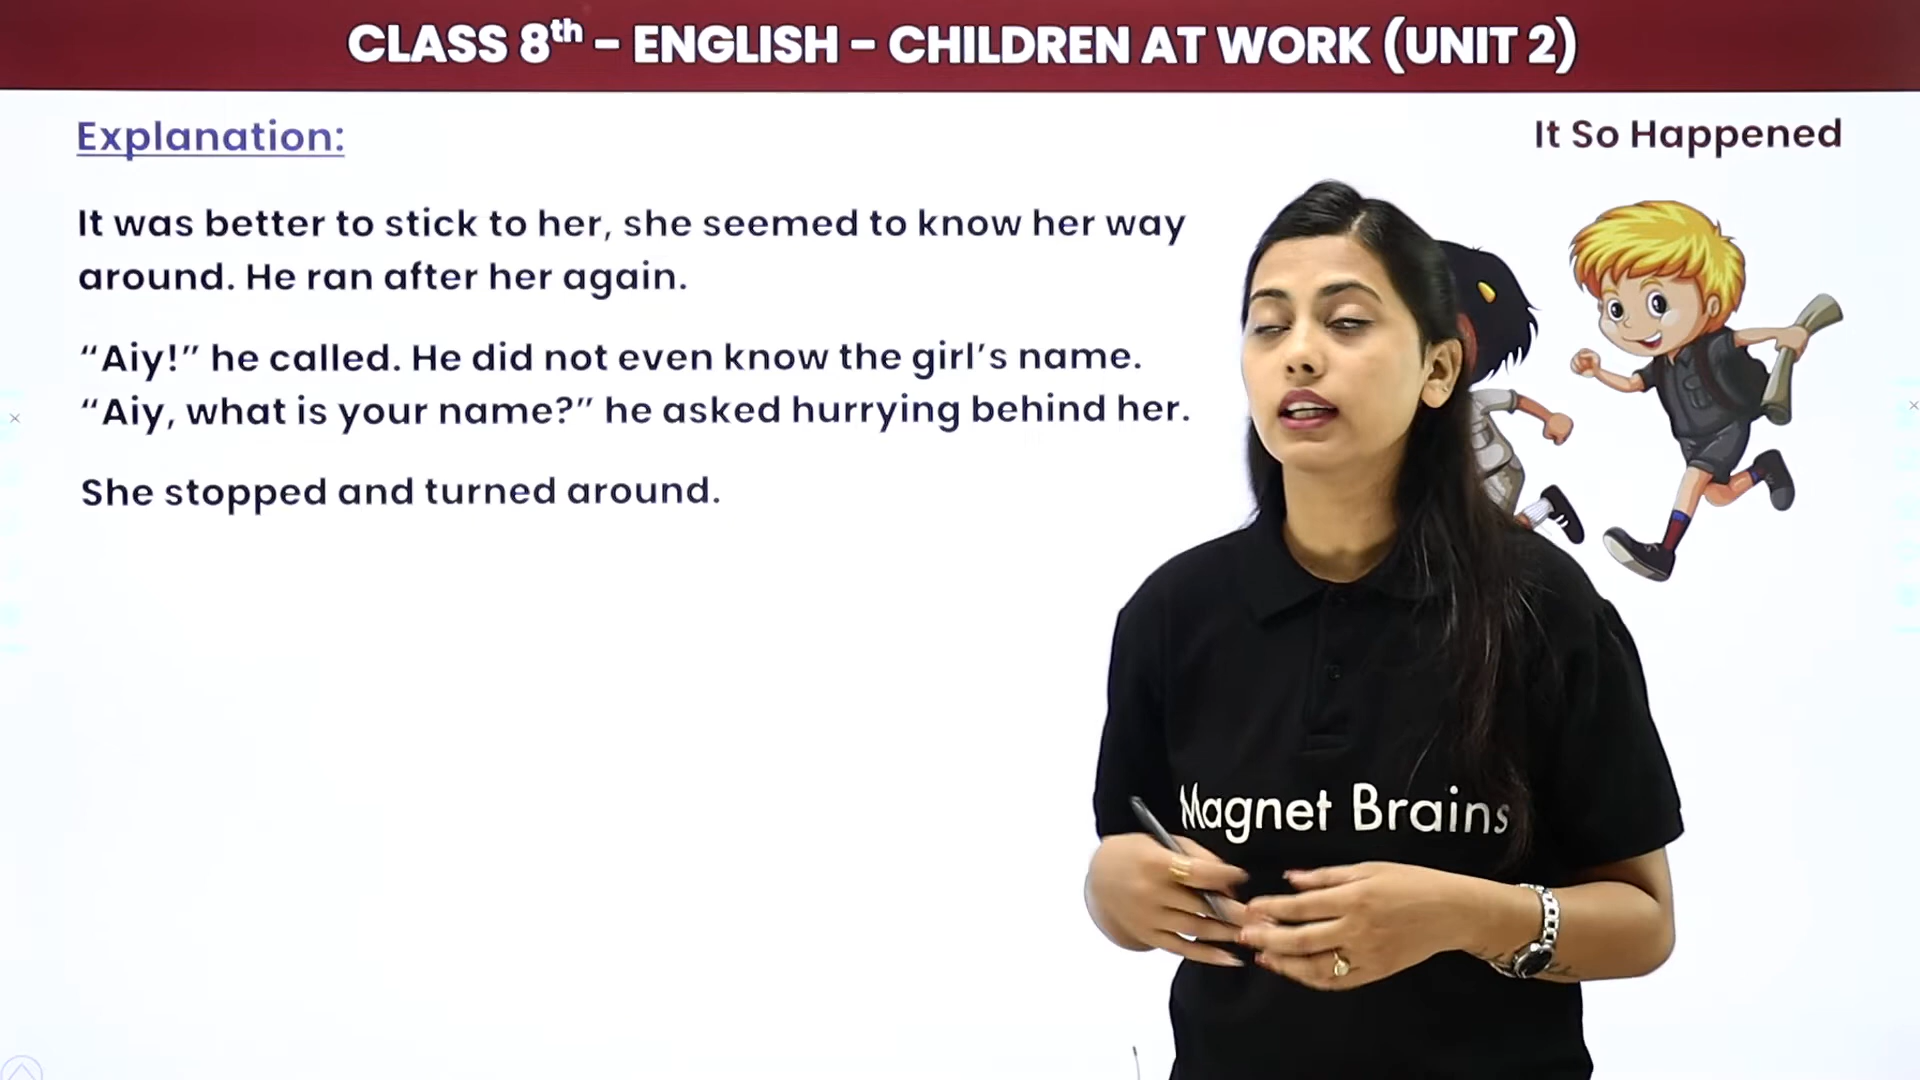 CLASS 8th – ENGLISH – CHILDREN AT WORK (UNIT 2)
Explanation:
It So Happened
It was better to stick to her, she seemed to know her way
around. He ran after her again.
“Aiy!” he called. He did not even know the girl’s name.
“Aiy, what is your name?” he asked hurrying behind her.
She stopped and turned around.
Magnet Brains